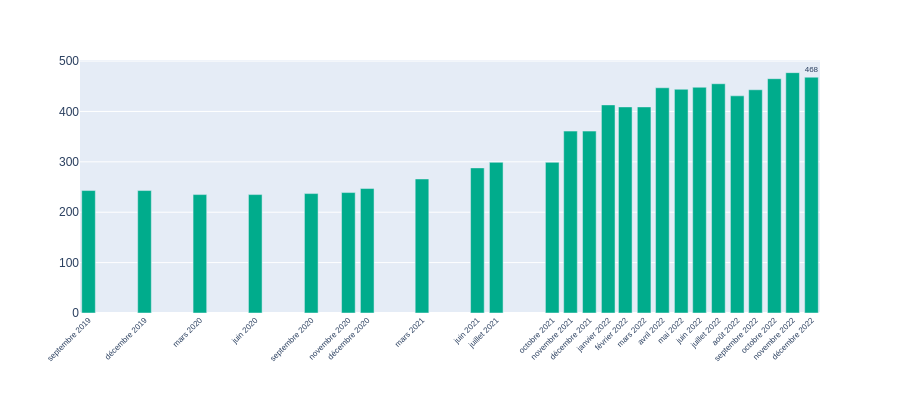 500
400
300
200
100
0
468
septembre 2019
décembre 2019
mars 2020
juin 2020
septembre 2020
novembre 2020
décembre 2020
mars 2021
juin 2021
juillet 2021
octobre 2021
novembre 2021
décembre 2021
janvier 2022
février 2022
mars 2022
avril 2022
mai 2022
juin 2022
juillet 2022
août 2022
septembre 2022
octobre 2022
novembre 2022
décembre 2022